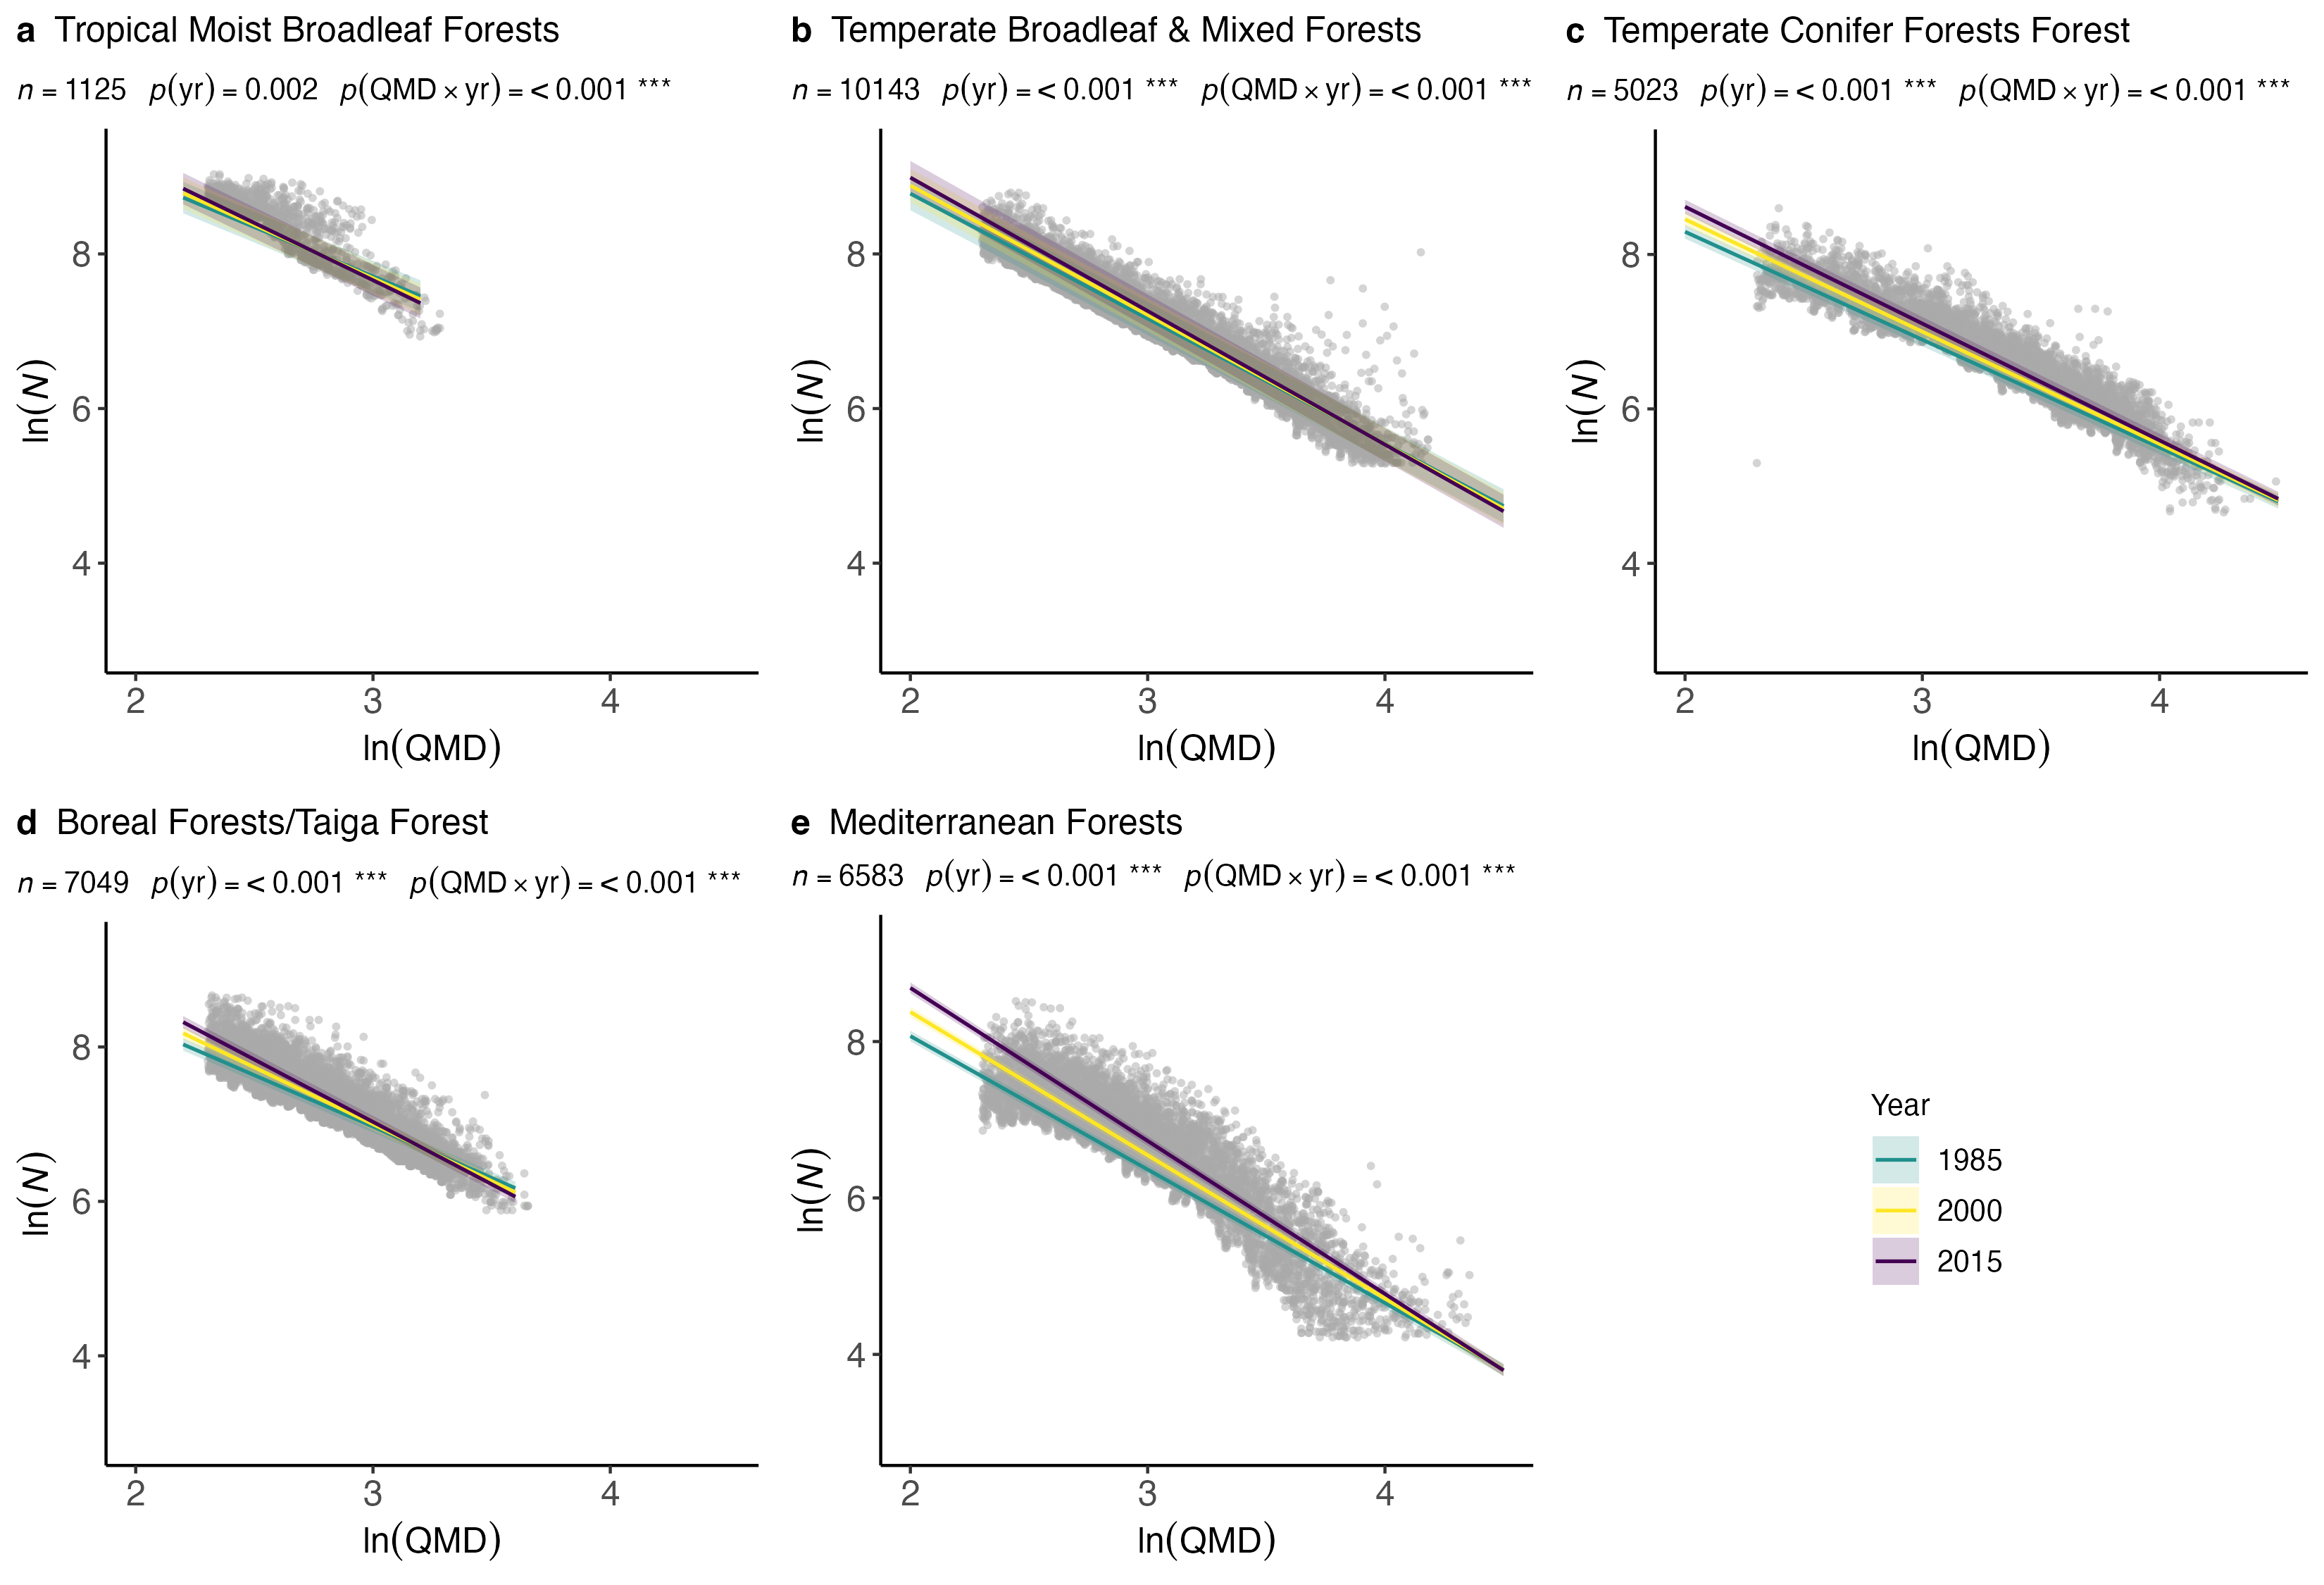 a Tropical Moist Broadleaf Forests
n = 1125 p(yr) = 0.002 p(QMD × yr) = < 0.001 ***
8
6
4
ln(N)
2 3 4
ln(QMD)
b Temperate Broadleaf & Mixed Forests
n = 10143 p(yr) = < 0.001 *** p(QMD × yr) = < 0.001 ***
8
6
4
ln(N)
2 3 4
ln(QMD)
c Temperate Conifer Forests Forest
n = 5023 p(yr) = < 0.001 *** p(QMD × yr) = < 0.001 ***
8
6
4
ln(N)
2 3 4
ln(QMD)
d Boreal Forests/Taiga Forest
n = 7049 p(yr) = < 0.001 *** p(QMD × yr) = < 0.001 ***
8
6
4
ln(N)
2 3 4
ln(QMD)
e Mediterranean Forests
n = 6583 p(yr) = < 0.001 *** p(QMD × yr) = < 0.001 ***
8
6
4
ln(N)
2 3 4
ln(QMD)
Year
1985
2000
2015